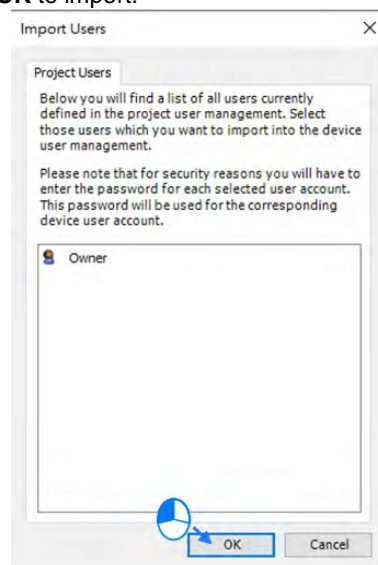 OK to import.
Import Users
Project Users
Below you will find a list of all users currently
defined in the project user management. Select
those users which you want to import into the device
user management.
Please note that for security reasons you will have to
enter the password for each selected user account.
This password will be used for the corresponding
device user account.
Owner
OK Cancel